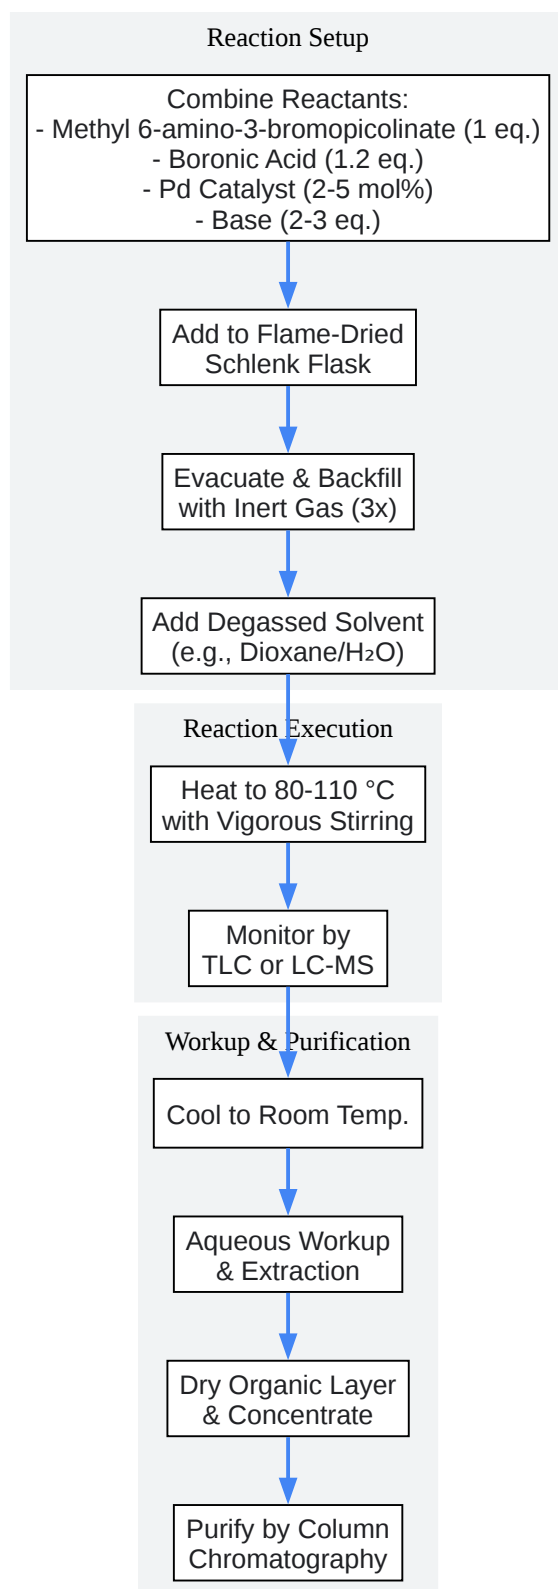 Reaction Setup
Combine Reactants:
- Methyl 6-amino-3-bromopicolinate (1 eq.)
- Boronic Acid (1.2 eq.)
- Pd Catalyst (2-5 mol%)
- Base (2-3 eq.)
Add to Flame-Dried
Schlenk Flask
Evacuate & Backfill
with Inert Gas (3x)
Add Degassed Solvent
(e.g., Dioxane/H₂O)
Reaction Execution
Heat to 80-110 °C
with Vigorous Stirring
Monitor by
TLC or LC-MS
Workup & Purification
Cool to Room Temp.
Aqueous Workup
& Extraction
Dry Organic Layer
& Concentrate
Purify by Column
Chromatography